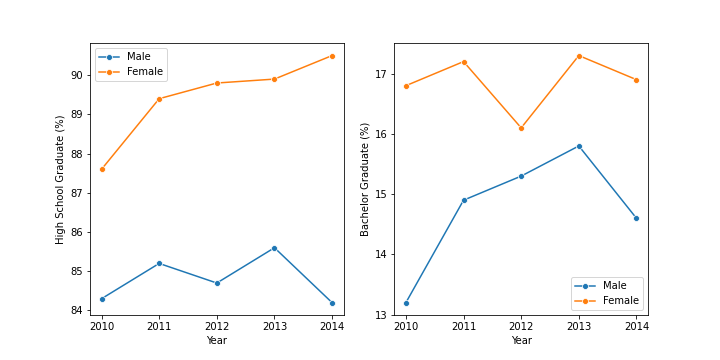 Male
Female
High School Graduate (%)
90
89
88
87
86
85
84
2010 2011 2012 2013 2014
Year
Bachelor Graduate (%)
17
16
15
14
13
Male
Female
2010 2011 2012 2013 2014
Year